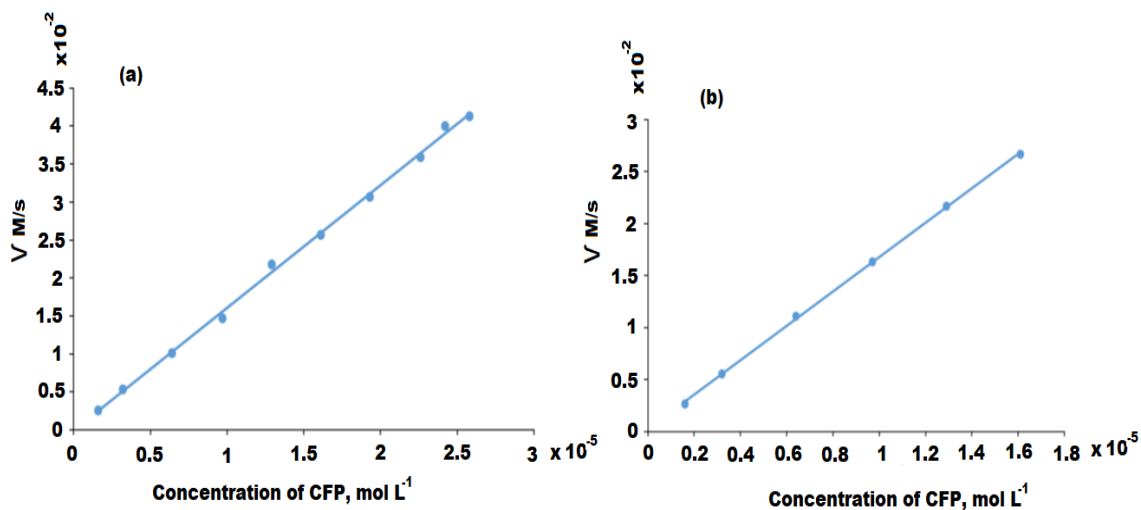 x10-2
(a)
4.5
4
3.5
3
2.5
2
1.5
1
0.5
0
√ M/s
0 0.5 1 1.5 2 2.5 3 x 10-5
Concentration of CFP, mol L-1
x10-2
(b)
3
2.5
2
1.5
1
0.5
0
√ M/s
0 0.2 0.4 0.6 0.8 1 1.2 1.4 1.6 1.8 x 10-5
Concentration of CFP, mol L-1